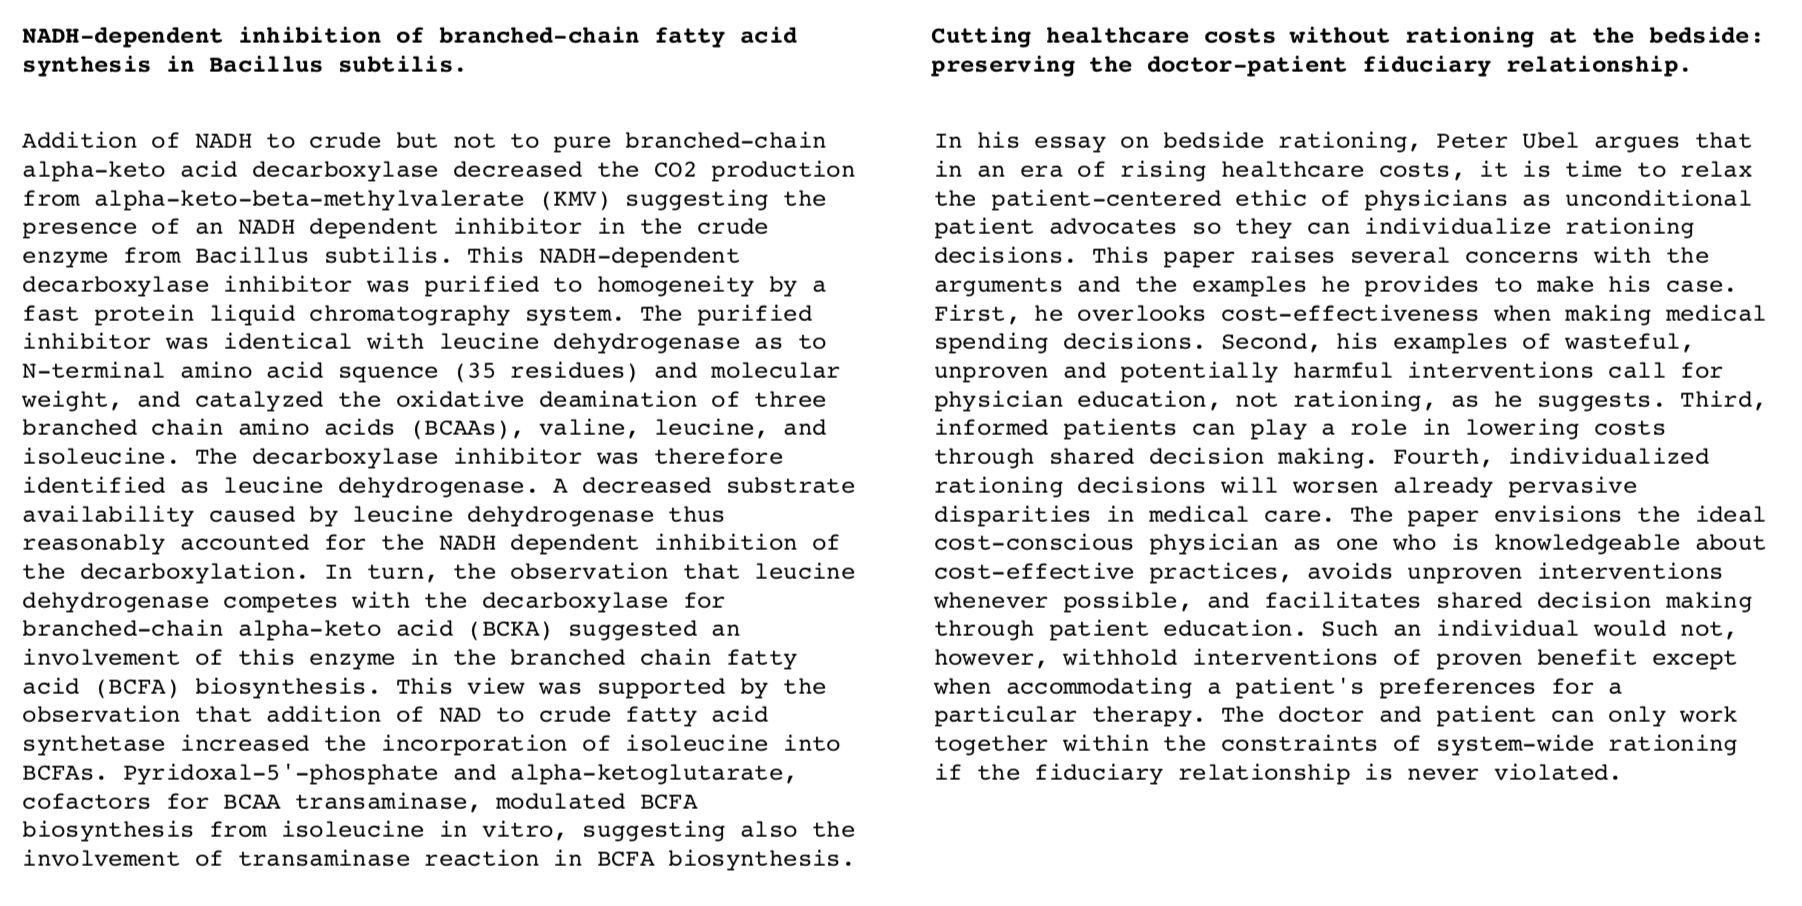 NADH-dependent inhibition of branched-chain fatty acid
synthesis in Bacillus subtilis.
Addition of NADH to crude but not to pure branched-chain
alpha-keto acid decarboxylase decreased the CO2 production
from alpha-keto-beta-methylvalerate (KMV) suggesting the
presence of an NADH dependent inhibitor in the crude
enzyme from Bacillus subtilis. This NADH-dependent
decarboxylase inhibitor was purified to homogeneity by a
fast protein liquid chromatography system. The purified
inhibitor was identical with leucine dehydrogenase as to
N-terminal amino acid squence (35 residues) and molecular
weight, and catalyzed the oxidative deamination of three
branched chain amino acids (BCAAs), valine, leucine, and
isoleucine. The decarboxylase inhibitor was therefore
identified as leucine dehydrogenase. A decreased substrate
availability caused by leucine dehydrogenase thus
reasonably accounted for the NADH dependent inhibition of
the decarboxylation. In turn, the observation that leucine
dehydrogenase competes with the decarboxylase for
branched-chain alpha-keto acid (BCKA) suggested an
involvement of this enzyme in the branched chain fatty
acid (BCFA) biosynthesis. This view was supported by the
observation that addition of NAD to crude fatty acid
synthetase increased the incorporation of isoleucine into
BCFAs. Pyridoxal-5'-phosphate and alpha-ketoglutarate,
cofactors for BCAA transaminase, modulated BCFA
biosynthesis from isoleucine in vitro, suggesting also the
involvement of transaminase reaction in BCFA biosynthesis.
Cutting healthcare costs without rationing at the bedside:
preserving the doctor-patient fiduciary relationship.
In his essay on bedside rationing, Peter Ubel argues that
in an era of rising healthcare costs, it is time to relax
the patient-centered ethic of physicians as unconditional
patient advocates so they can individualize rationing
decisions. This paper raises several concerns with the
arguments and the examples he provides to make his case.
First, he overlooks cost-effectiveness when making medical
spending decisions. Second, his examples of wasteful,
unproven and potentially harmful interventions call for
physician education, not rationing, as he suggests. Third,
informed patients can play a role in lowering costs
through shared decision making. Fourth, individualized
rationing decisions will worsen already pervasive
disparities in medical care. The paper envisions the ideal
cost-conscious physician as one who is knowledgeable about
cost-effective practices, avoids unproven interventions
whenever possible, and facilitates shared decision making
through patient education. Such an individual would not,
however, withhold interventions of proven benefit except
when accommodating a patient's preferences for a
particular therapy. The doctor and patient can only work
together within the constraints of system-wide rationing
if the fiduciary relationship is never violated.